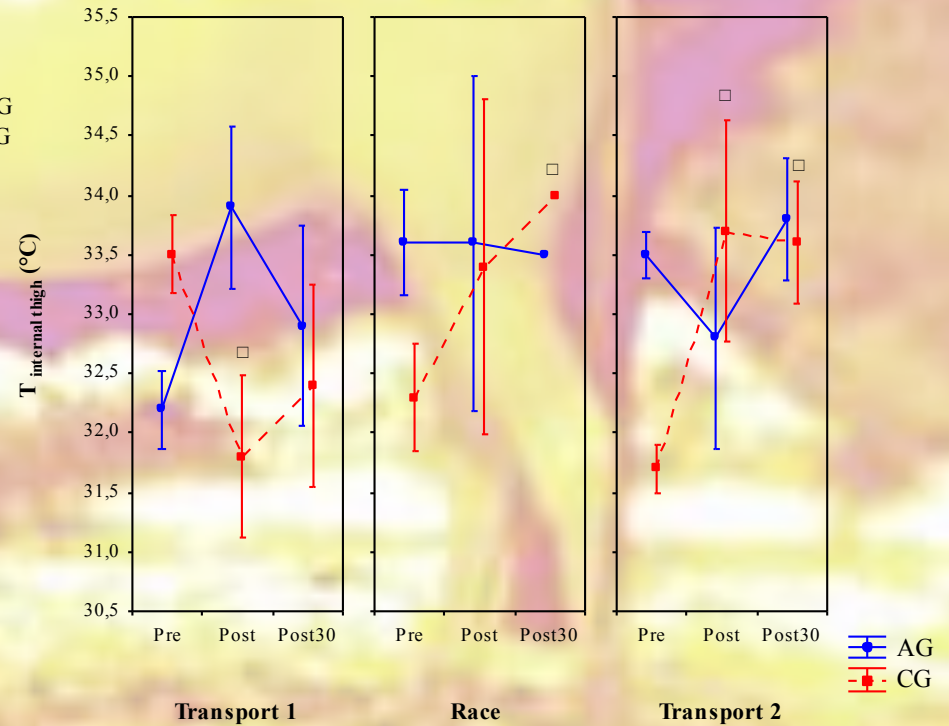 35,5
35,0
34,5
34,0
33,5
33,0
32,5
32,0
31,5
31,0
30,5
T internal thigh (°C)
G
G
Pre Post Post30
Pre Post Post30
Pre Post Post30
AG
CG
Transport 1 Race Transport 2